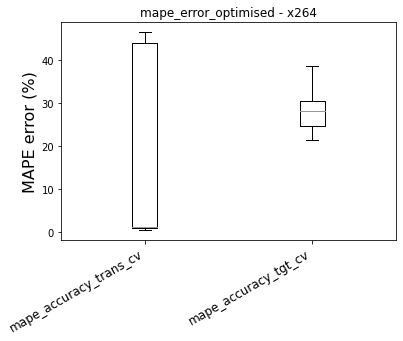 mape_error_optimised - x264
MAPE error (%)
40
30
20
10
0
mape_accuracy_trans_cv
mape_accuracy_tgt_cv